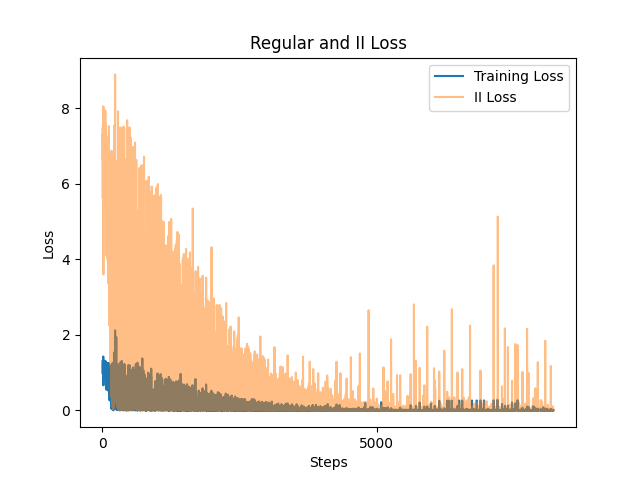 Regular and II Loss
Training Loss
II Loss
8
6
4
2
0
Loss
0
5000
Steps